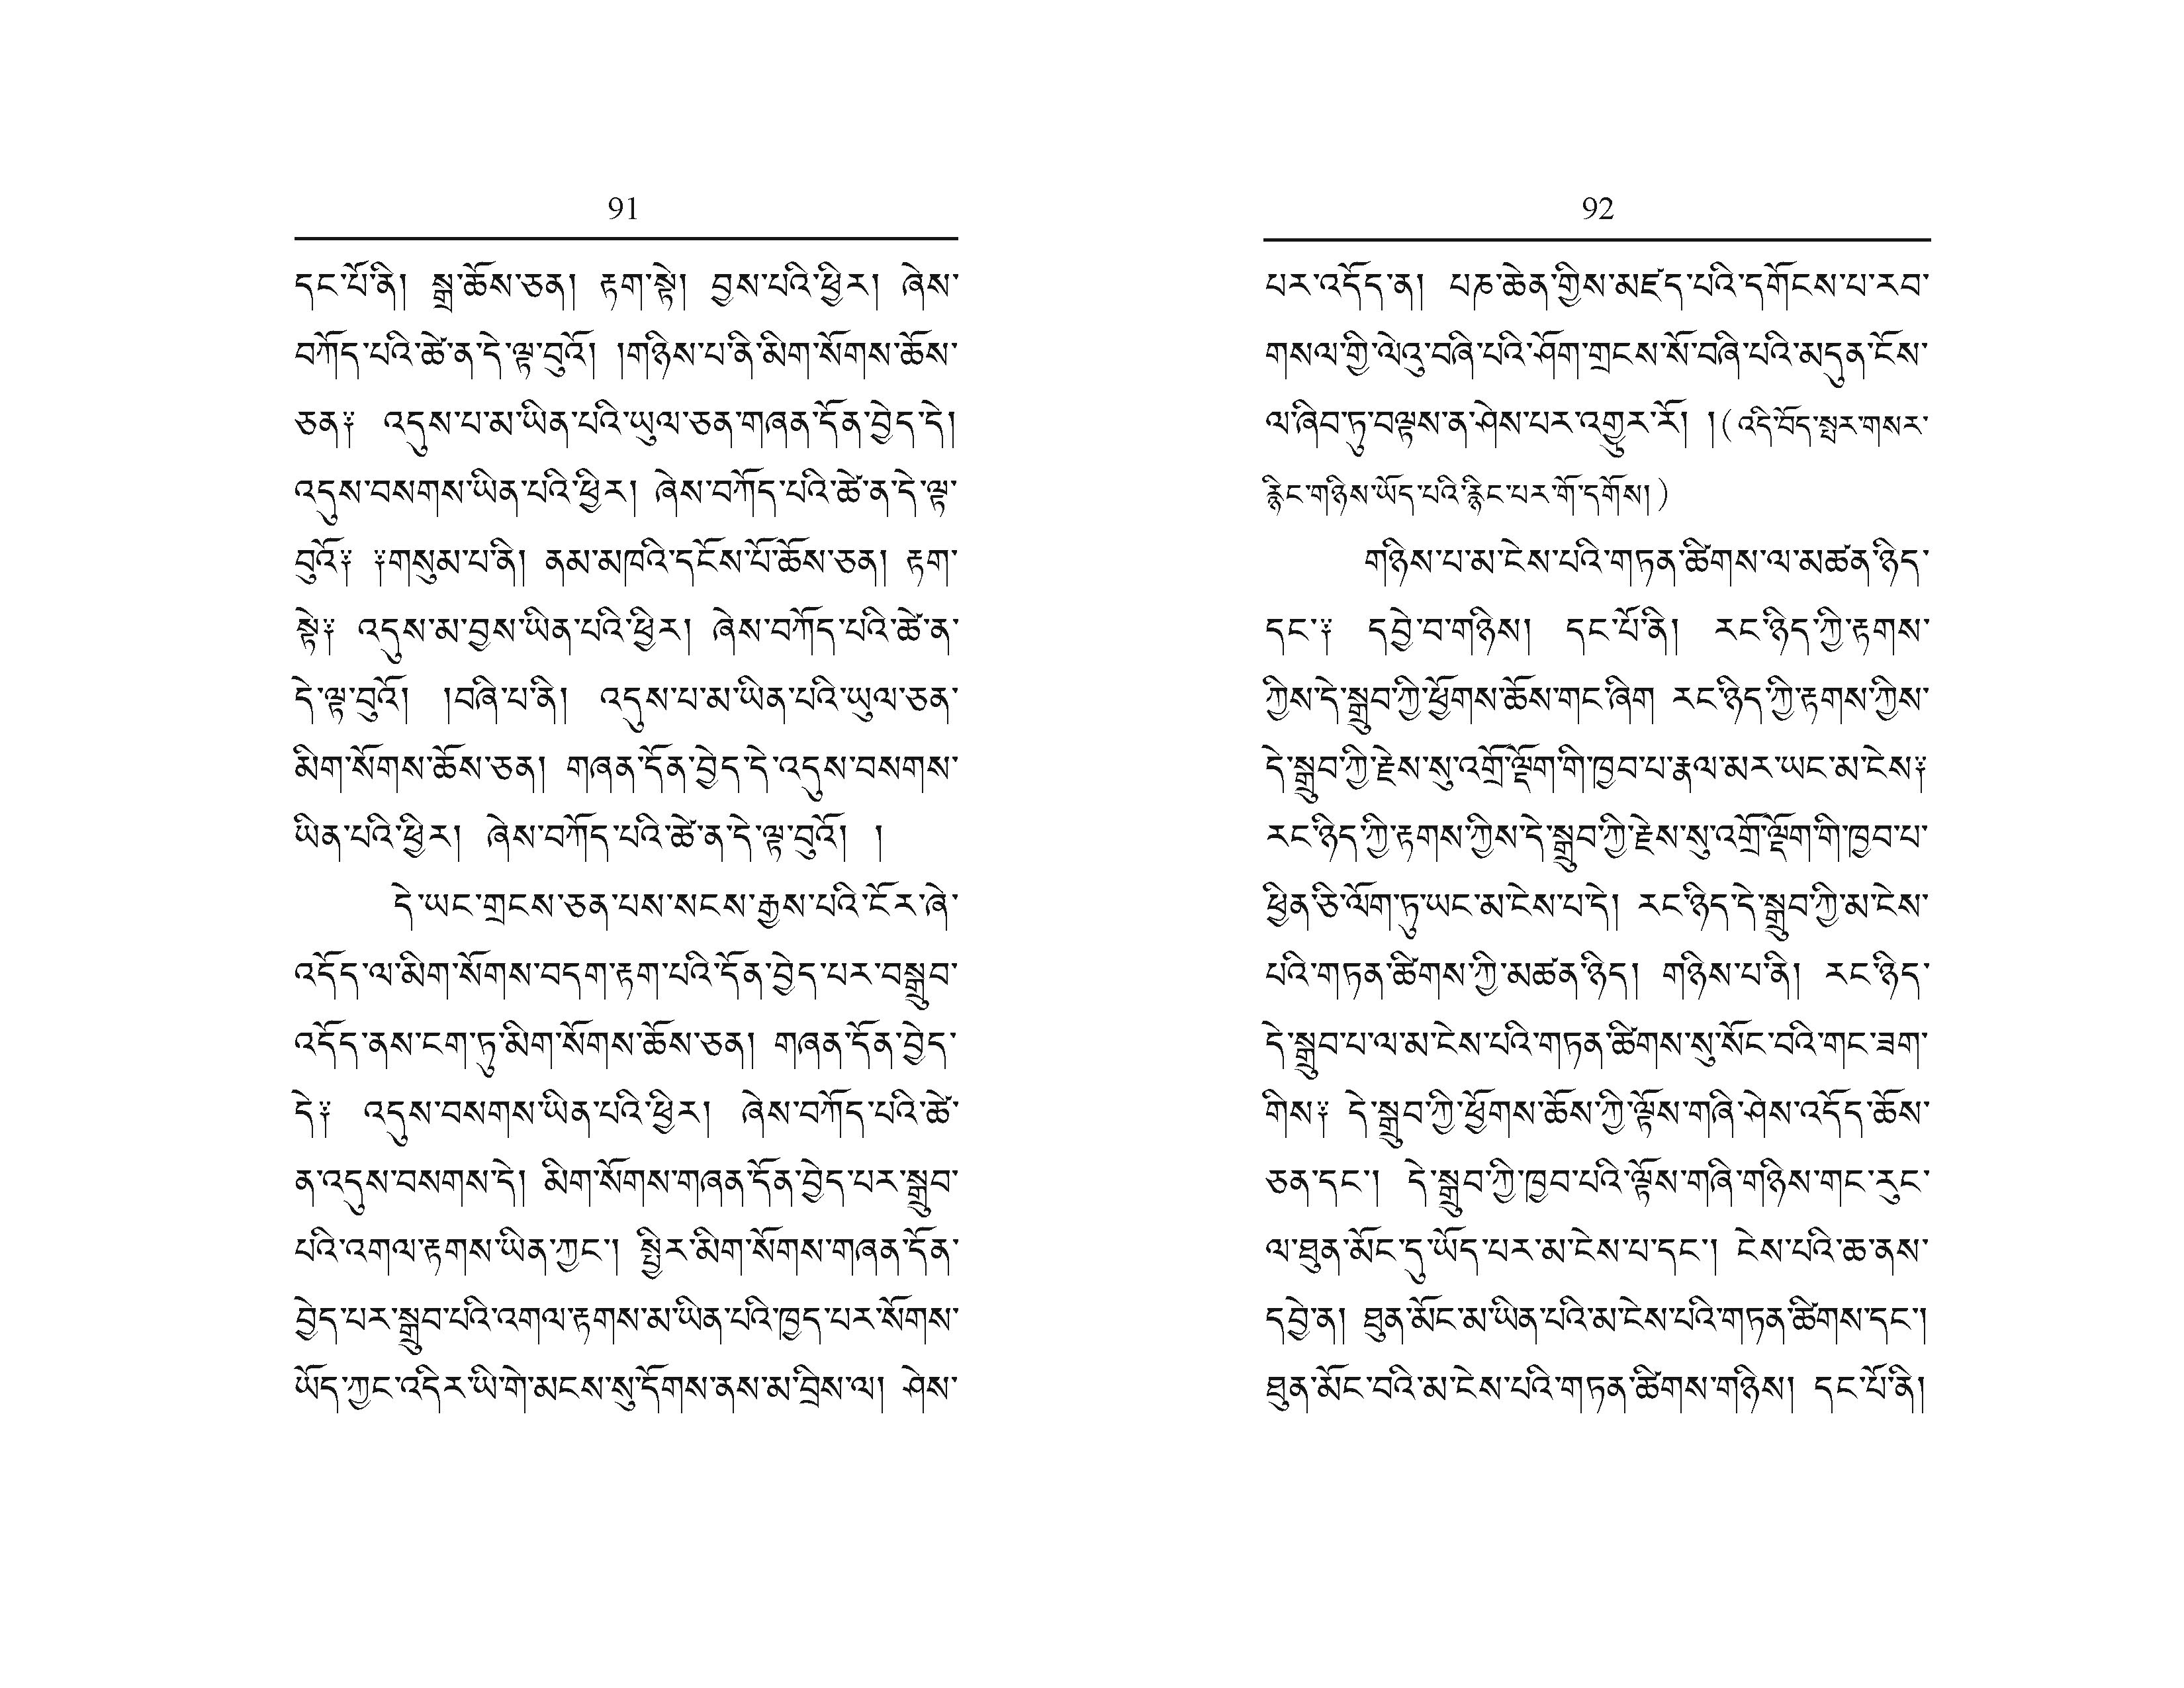 91
དང་པོ་ནི། སྒྲ་ཆོས་ཅན། རྟག་སྟེ། བྱས་པའི་ཕྱིར། ཞེས་
བཀོད་པའི་ཚེ་ན་དེ་ལྟ་བུའོ། །གཉིས་པ་ནི་མིག་སོགས་ཆོས་
ཅན༑ འདུས་པ་མ་ཡིན་པའི་ཡུལ་ཅན་གཞན་དོན་བྱེད་དེ།
འདུས་བསགས་ཡིན་པའི་ཕྱིར། ཞེས་བཀོད་པའི་ཚེ་ན་དེ་ལྟ་
བུའོ༑ ༑གསུམ་པ་ནི། ནམ་མཁའི་དངོས་པོ་ཆོས་ཅན། རྟག་
སྟེ༑ འདུས་མ་བྱས་ཡིན་པའི་ཕྱིར། ཞེས་བཀོད་པའི་ཚེ་ན་
དེ་ལྟ་བུའོ། །བཞི་པ་ནི། འདུས་པ་མ་ཡིན་པའི་ཡུལ་ཅན་
མིག་སོགས་ཆོས་ཅན། གཞན་དོན་བྱེད་དེ་འདུས་བསགས་
ཡིན་པའི་ཕྱིར། ཞེས་བཀོད་པའི་ཚེ་ན་དེ་ལྟ་བུའོ། །
དེ་ཡང་གྲངས་ཅན་པས་སངས་རྒྱས་པའི་ངོར་ཞེ་
འདོད་ལ་མིག་སོགས་བདག་རྟག་པའི་དོན་བྱེད་པར་བསྒྲུབ་
འདོད་ནས་ངག་ཏུ་མིག་སོགས་ཆོས་ཅན། གཞན་དོན་བྱེད་
དེ༑ འདུས་བསགས་ཡིན་པའི་ཕྱིར། ཞེས་བཀོད་པའི་ཚེ་
ན་འདུས་བསགས་དེ། མིག་སོགས་གཞན་དོན་བྱེད་པར་སྒྲུབ་
པའི་འགལ་རྟགས་ཡིན་ཀྱང་། སྤྱིར་མིག་སོགས་གཞན་དོན་
བྱེད་པར་སྒྲུབ་པའི་འགལ་རྟགས་མ་ཡིན་པའི་ཁྱད་པར་སོགས་
ཡོད་ཀྱང་འདིར་ཡི་གེ་མངས་སུ་དོགས་ནས་མ་བྲིས་ལ། ཤེས་
92
པར་འདོད་ན། པཎ་ཆེན་གྱིས་མཛད་པའི་དགོངས་པ་རབ་
གསལ་གྱི་ལེའུ་བཞི་པའི་ཤོག་གྲངས་སོ་བཞི་པའི་མདུན་ངོས་
ལ་ཞིབ་ཏུ་བལྟས་ན་ཤེས་པར་འགྱུར་རོ། །(འདི་བོད་སྤར་གསར་
རྙིང་གཉིས་ཡོད་པའི་རྙིང་པར་གོ་དགོས།)
གཉིས་པ་མ་ངེས་པའི་གཏན་ཚིགས་ལ་མཚན་ཉིད་
དང་༑ དབྱེ་བ་གཉིས། དང་པོ་ནི། རང་ཉིད་ཀྱི་རྟགས་
ཀྱིས་དེ་སྒྲུབ་ཀྱི་ཕྱོགས་ཆོས་གང་ཞིག རང་ཉིད་ཀྱི་རྟགས་ཀྱིས་
དེ་སྒྲུབ་ཀྱི་རྗེས་སུ་འགྲོ་ལྡོག་གི་ཁྱབ་པ་རྣལ་མར་ཡང་མ་ངེས༑
རང་ཉིད་ཀྱི་རྟགས་ཀྱིས་དེ་སྒྲུབ་ཀྱི་རྗེས་སུ་འགྲོ་ལྡོག་གི་ཁྱབ་པ་
ཕྱིན་ཅི་ལོག་ཏུ་ཡང་མ་ངེས་པ་དེ། རང་ཉིད་དེ་སྒྲུབ་ཀྱི་མ་ངེས་
པའི་གཏན་ཚིགས་ཀྱི་མཚན་ཉིད། གཉིས་པ་ནི། རང་ཉིད་
དེ་སྒྲུབ་པ་ལ་མ་ངེས་པའི་གཏན་ཚིགས་སུ་སོང་བའི་གང་ཟག་
གིས༑ དེ་སྒྲུབ་ཀྱི་ཕྱོགས་ཆོས་ཀྱི་ལྟོས་གཞི་ཤེས་འདོད་ཆོས་
ཅན་དང་། དེ་སྒྲུབ་ཀྱི་ཁྱབ་པའི་ལྟོས་གཞི་གཉིས་གང་རུང་
ལ་ཐུན་མོང་དུ་ཡོད་པར་མ་ངེས་པ་དང་། ངེས་པའི་ཆ་ནས་
དབྱེ་ན། ཐུན་མོང་མ་ཡིན་པའི་མ་ངེས་པའི་གཏན་ཚིགས་དང་།
ཐུན་མོང་བའི་མ་ངེས་པའི་གཏན་ཚིགས་གཉིས། དང་པོ་ནི།